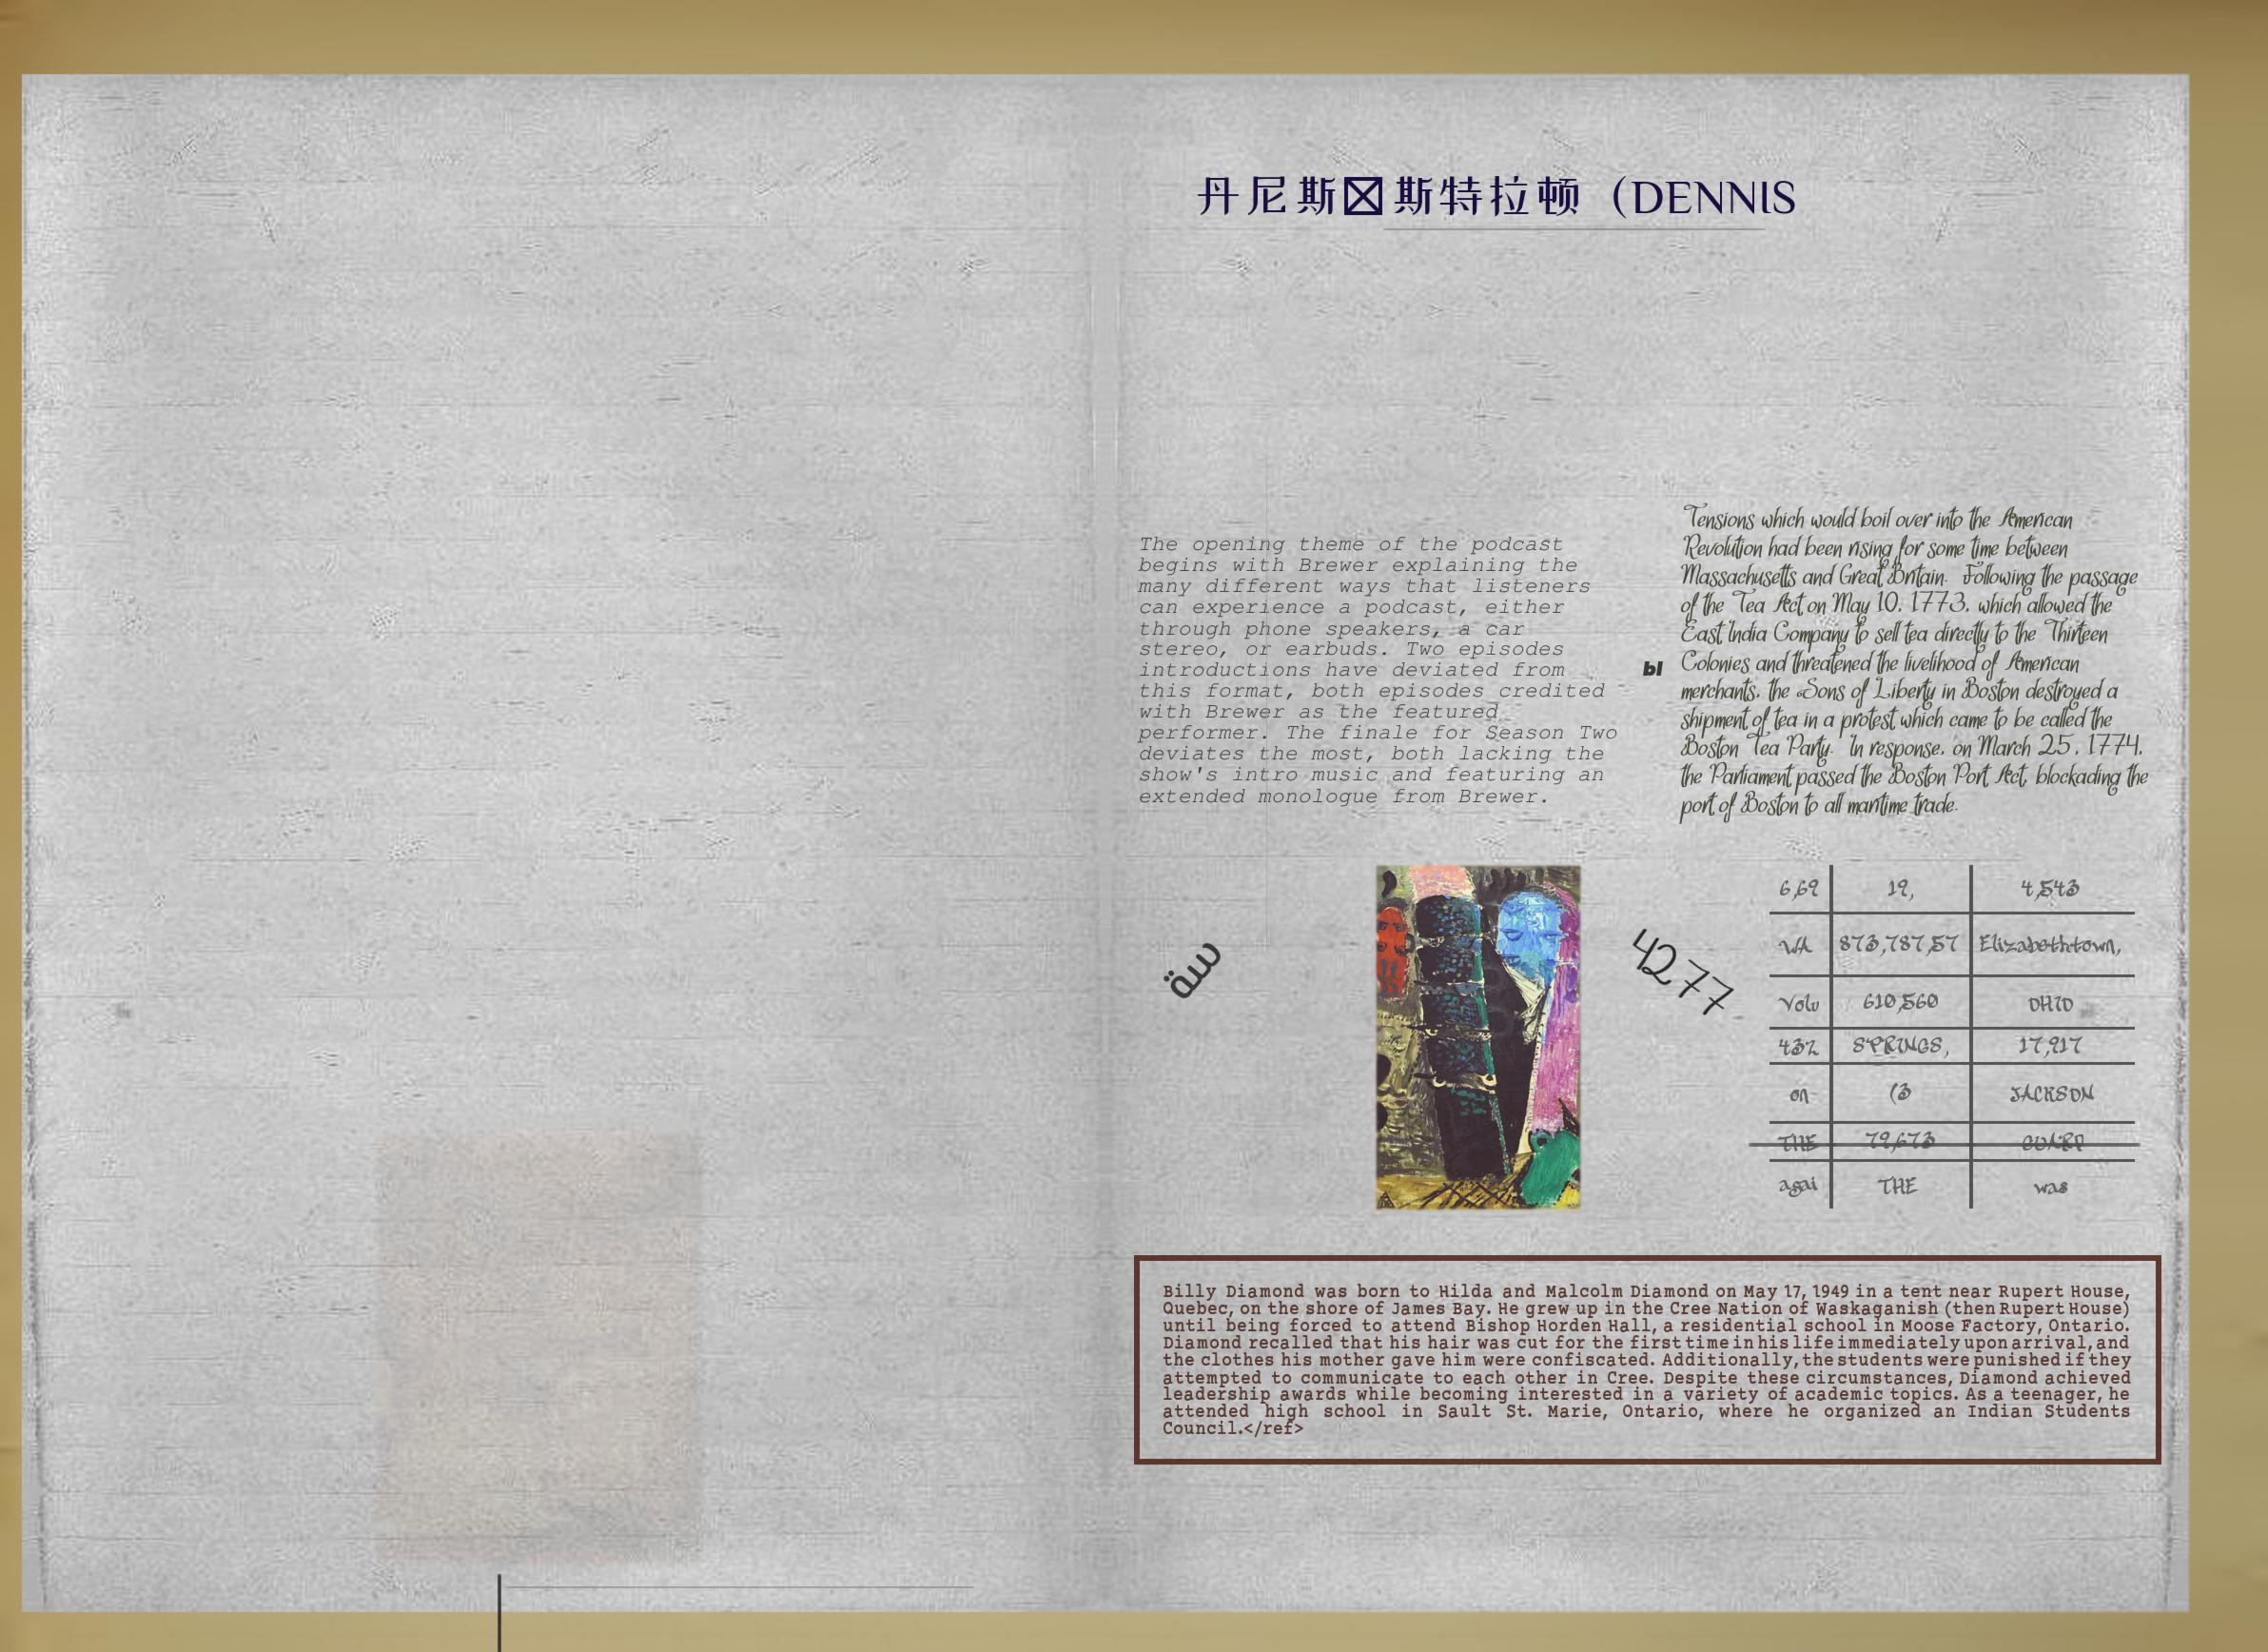 丹尼斯☒斯特拉顿 (DENNIS
The opening theme of the podcast
begins with Brewer explaining the
many different ways that listeners
can experience a podcast, either
through phone speakers, a car
stereo, or earbuds. Two episodes
introductions have deviated from
this format, both episodes credited
with Brewer as the featured
performer. The finale for Season Two
deviates the most, both lacking the
show's intro music and featuring an
extended monologue from Brewer.
Ы
Tensions which would boil over into the American
Revolution had been rising for some time between
Massachusetts and Great Britain. Following the passage
of the Tea Act on May 10, 1773, which allowed the
East India Company to sell tea directly to the Thirteen
Colonies and threatened the livelihood of American
merchants, the Sons of Liberty in Boston destroyed a
shipment of tea in a protest which came to be called the
Boston Tea Party. In response, on March 25, 1774,
the Parliament passed the Boston Port Act, blockading the
port of Boston to all maritime trade.
سة
4277
6,69 19, 4,543
WA 873,787,57 Elizabethtown,
Volu 610,560 OHIO
432 SPRINGS, 17,917
on (3 JACKSON
THE 79,673
agai THE was
Billy Diamond was born to Hilda and Malcolm Diamond on May 17, 1949 in a tent near Rupert House,
Quebec, on the shore of James Bay. He grew up in the Cree Nation of Waskaganish (then Rupert House)
until being forced to attend Bishop Horden Hall, a residential school in Moose Factory, Ontario.
Diamond recalled that his hair was cut for the first time in his life immediately upon arrival, and
the clothes his mother gave him were confiscated. Additionally, the students were punished if they
attempted to communicate to each other in Cree. Despite these circumstances, Diamond achieved
leadership awards while becoming interested in a variety of academic topics. As a teenager, he
attended high school in Sault St. Marie, Ontario, where he organized an Indian Students
Council.</ref>